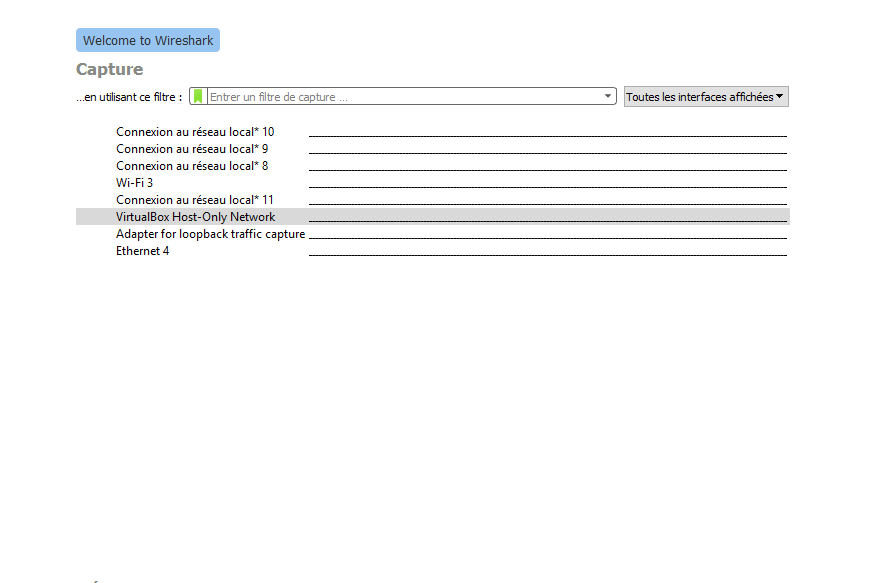 Welcome to Wireshark
Capture
...en utilisant ce filtre : Entrer un filtre de capture ... Toutes les interfaces affichées
Connexion au réseau local* 10
Connexion au réseau local* 9
Connexion au réseau local* 8
Wi-Fi 3
Connexion au réseau local* 11
VirtualBox Host-Only Network
Adapter for loopback traffic capture
Ethernet 4